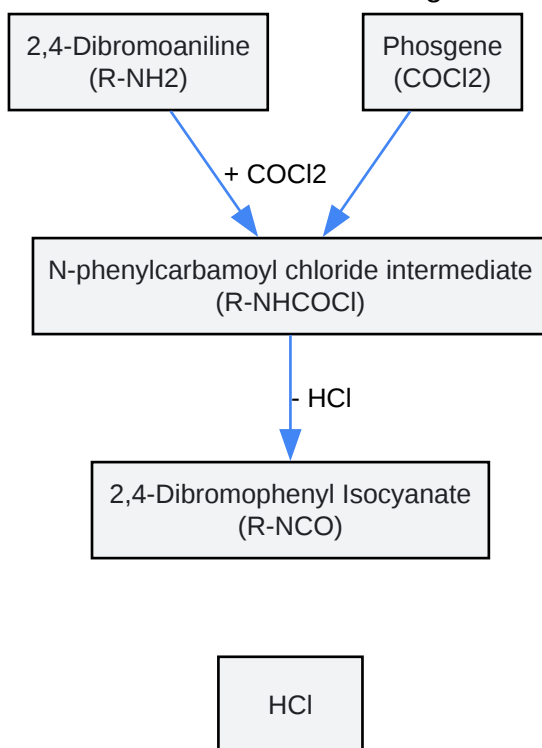 2,4-Dibromoaniline
(R-NH2)
Phosgene
(COCl2)
+ COCl2
N-phenylcarbamoyl chloride intermediate
(R-NHCOCl)
- HCl
2,4-Dibromophenyl Isocyanate
(R-NCO)
HCl